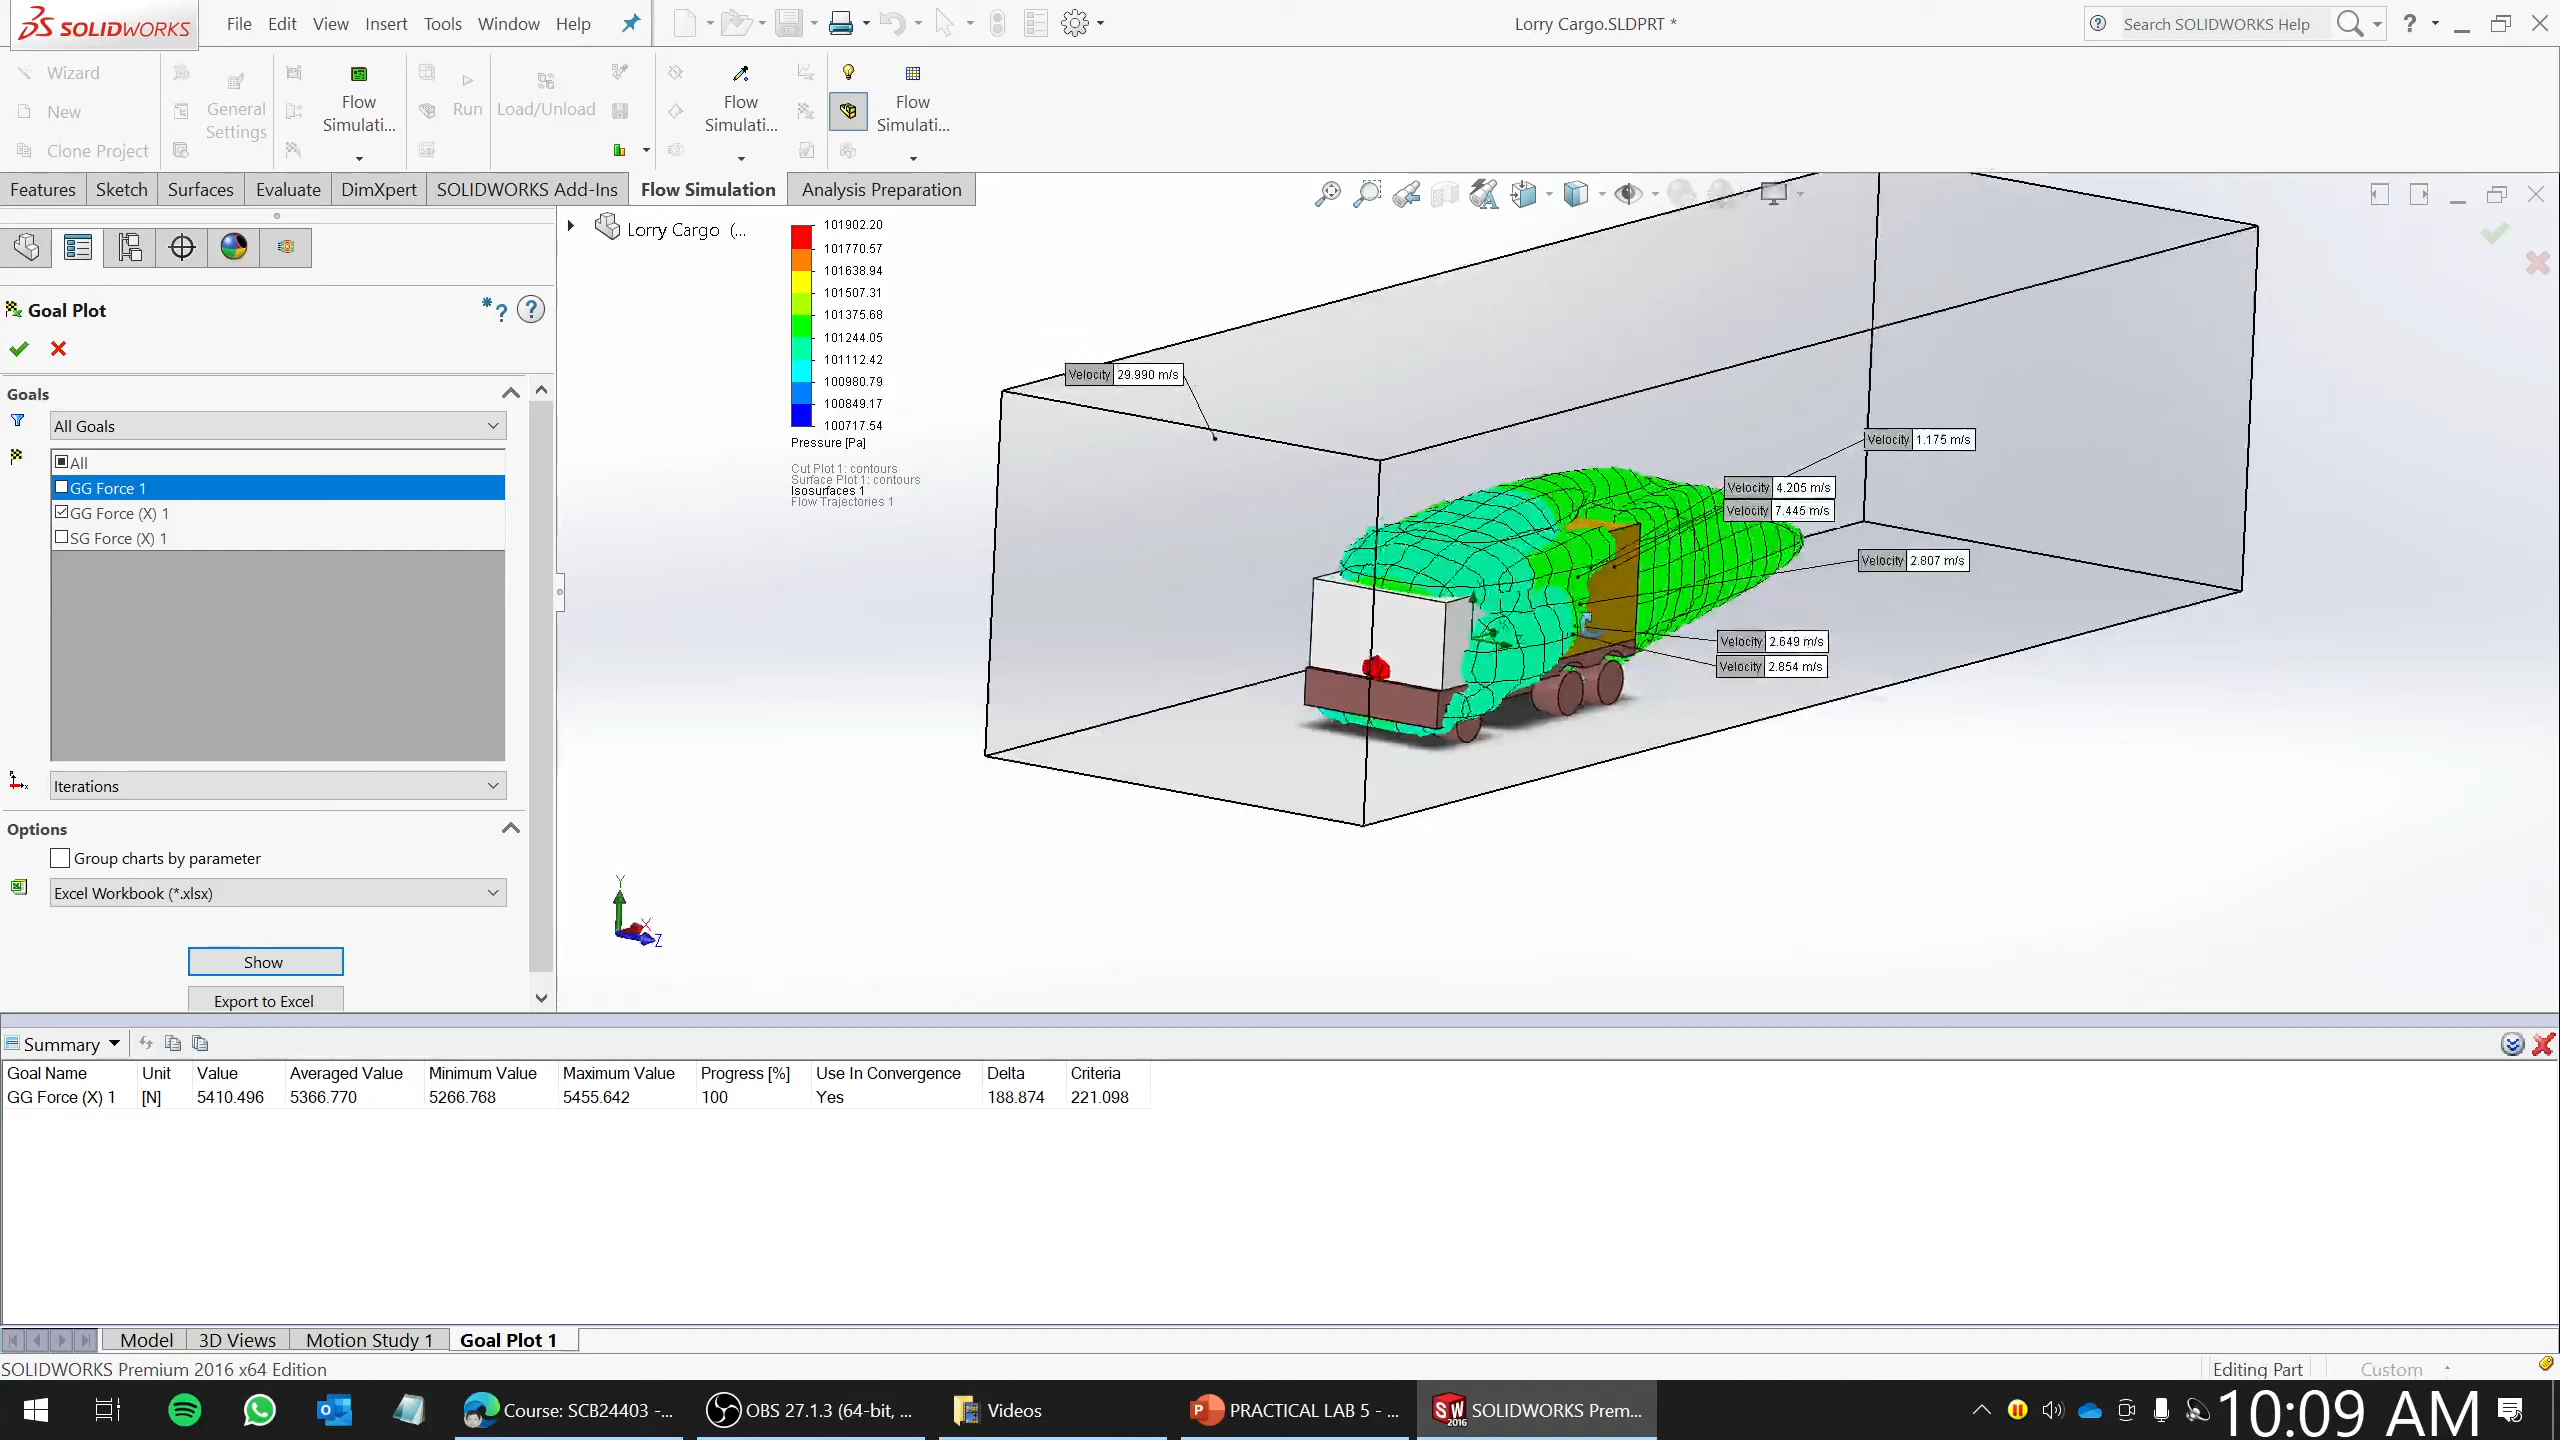 SOLIDWORKS
File Edit View Insert Tools Window Help
Lorry Cargo.SLDPRT *
Search SOLIDWORKS Help
Wizard
New
Clone Project
General
Settings
Flow
Simulati...
Run
Load/Unload
Flow
Simulati...
Flow
Simulati...
Features Sketch Surfaces Evaluate DimXpert SOLIDWORKS Add-Ins Flow Simulation Analysis Preparation
Goal Plot
Goals
All Goals
All
GG Force 1
GG Force (X) 1
SG Force (X) 1
Iterations
Options
Group charts by parameter
Excel Workbook (*.xlsx)
Show
Export to Excel
Lorry Cargo (...
101902.20
101770.57
101638.94
101507.31
101375.68
101244.05
101112.42
100980.79
100849.17
100717.54
Pressure [Pa]
Cut Plot 1: contours
Surface Plot 1: contours
Isosurfaces 1
Flow Trajectories 1
Velocity 29.990 m/s
Velocity 1.175 m/s
Velocity 4.205 m/s
Velocity 7.445 m/s
Velocity 2.807 m/s
Velocity 2.649 m/s
Velocity 2.854 m/s
Y
X
Z
Summary
Goal Name Unit Value Averaged Value Minimum Value Maximum Value Progress [%] Use In Convergence Delta Criteria
GG Force (X) 1 [N] 5410.496 5366.770 5266.768 5455.642 100 Yes 188.874 221.098
Model 3D Views Motion Study 1 Goal Plot 1
SOLIDWORKS Premium 2016 x64 Edition
Editing Part
Custom
Course: SCB24403 -...
OBS 27.1.3 (64-bit, ...
Videos
PRACTICAL LAB 5 - ...
SOLIDWORKS Prem...
10:09 AM